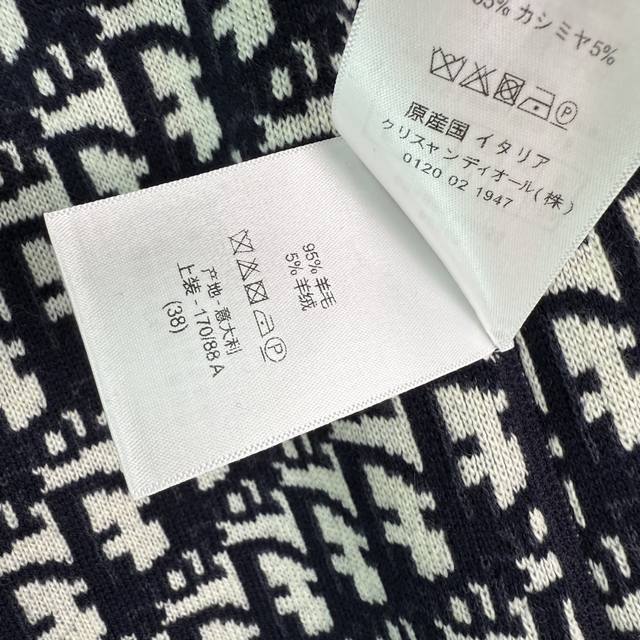 カシミヤ5%
原産国 イタリア
クリスチャンディオール(株)
0120 02 1947
95% 羊毛
5% 羊绒
产地 - 意大利
上装 - 170/88A
(38)